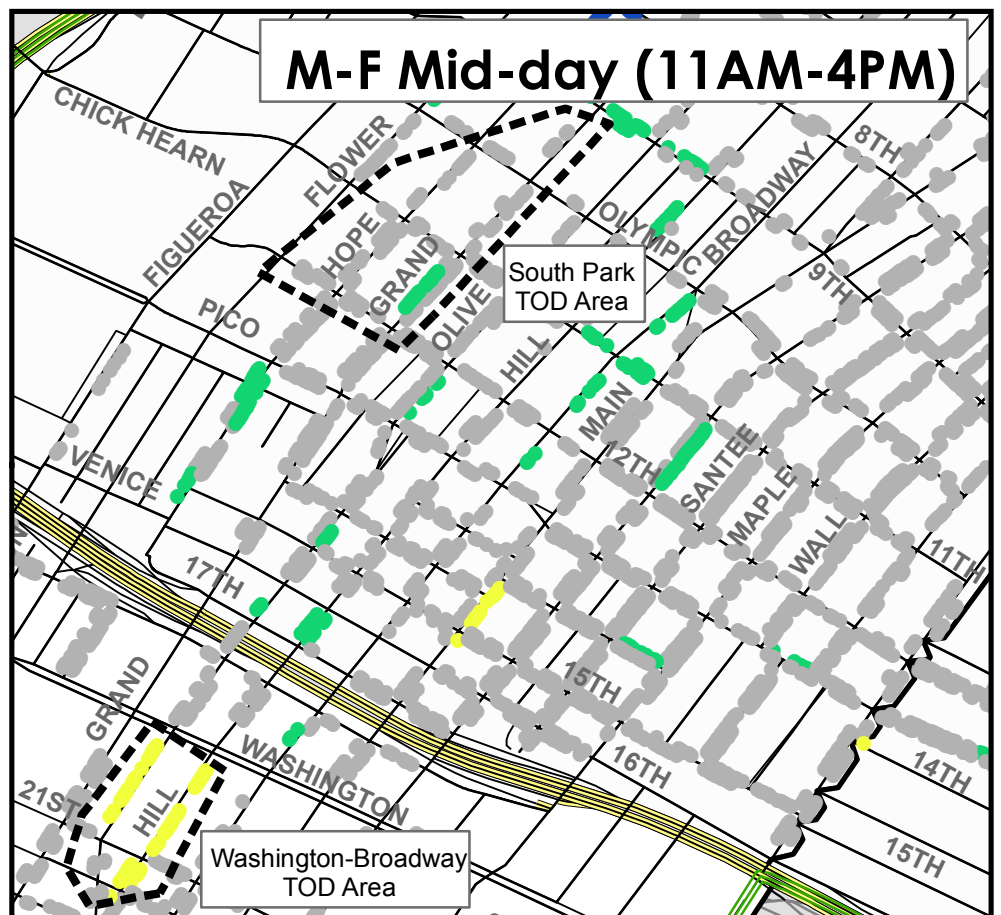 M-F Mid-day (11AM-4PM)
CHICK HEARN
FLOWER
8TH
FIGUEROA
BROADWAY
OLYMPIC
HOPE
GRAND
9TH
South Park
TOD Area
PICO
OLIVE
HILL
MAIN
12TH
SANTEE
VENICE
MAPLE
WALL
11TH
17TH
15TH
GRAND
WASHINGTON
16TH
14TH
21ST
HILL
15TH
Washington-Broadway
TOD Area